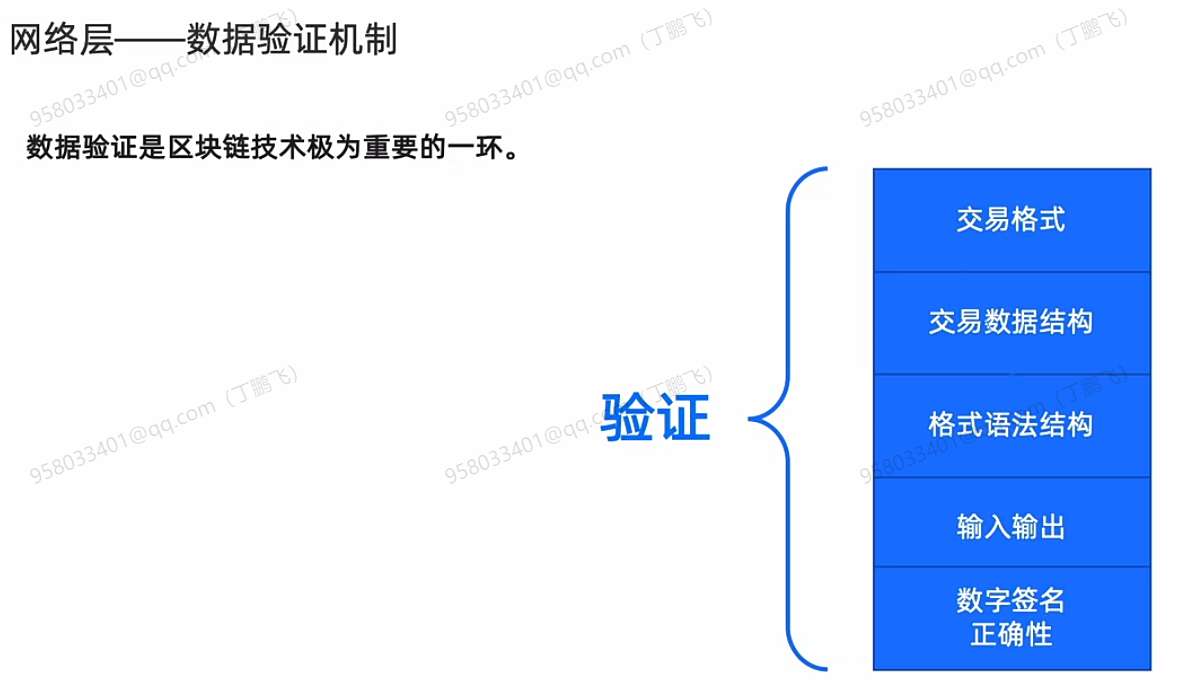 网络层——数据验证机制
958033401@qq.com（丁鹏飞）
958033401@qq.com（丁鹏飞）
958033401@qq.com（丁鹏飞）
数据验证是区块链技术极为重要的一环。
交易格式
交易数据结构
验证
格式语法结构
958033401@qq.com（丁鹏飞）
958033401@qq.com（丁鹏飞）
958033401@qq.com（丁鹏飞）
输入输出
数字签名
正确性